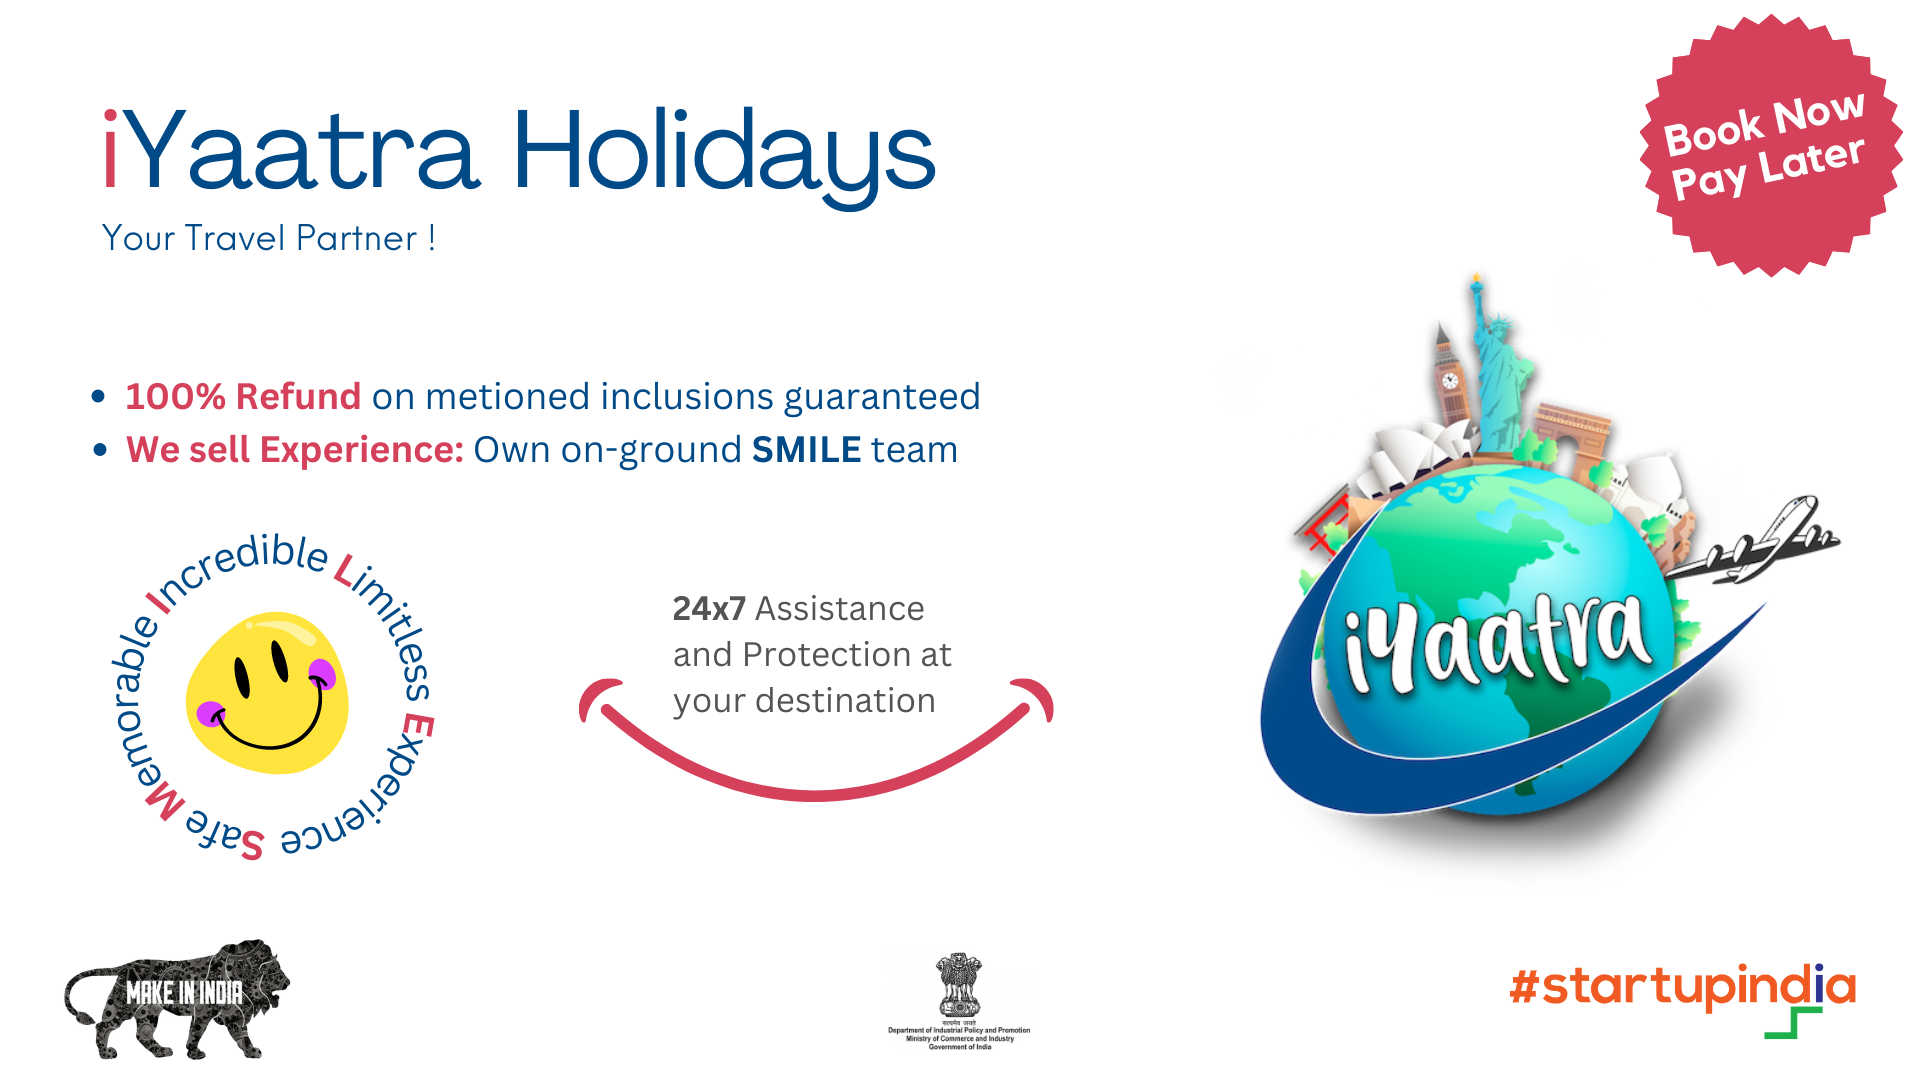 iYaatra Holidays
Your Travel Partner !
Book Now
Pay Later
• 100% Refund on metioned inclusions guaranteed
• We sell Experience: Own on-ground SMILE team
Safe Memorable Incredible Limitless Experience
24x7 Assistance
and Protection at
your destination
iYaatra
MAKE IN INDIA
सत्यमेव जयते
Department of Industrial Policy and Promotion
Ministry of Commerce and Industry
Government of India
#startupindia